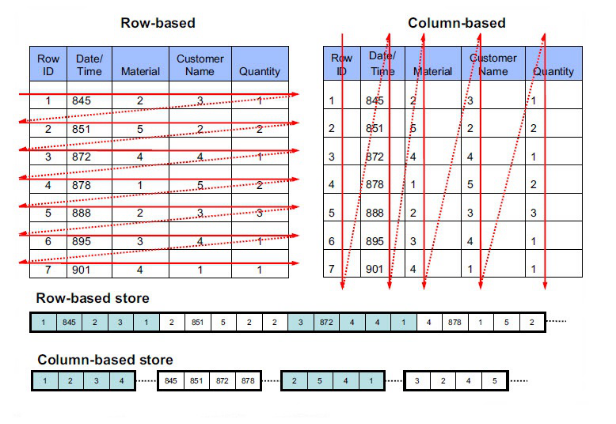 Row-based
Row ID Date/ Time Material Customer Name Quantity
1 845 2 3 1
2 851 5 2 2
3 872 4 4 1
4 878 1 5 2
5 888 2 3 3
6 895 3 4 1
7 901 4 1 1
Column-based
Row ID Date/ Time Material Customer Name Quantity
1 845 2 3 1
2 851 5 2 2
3 872 4 4 1
4 878 1 5 2
5 888 2 3 3
6 895 3 4 1
7 901 4 1 1
Row-based store
1 845 2 3 1 2 851 5 2 2 3 872 4 4 1 4 878 1 5 2
Column-based store
1 2 3 4 845 851 872 878 2 5 4 1 3 2 4 5